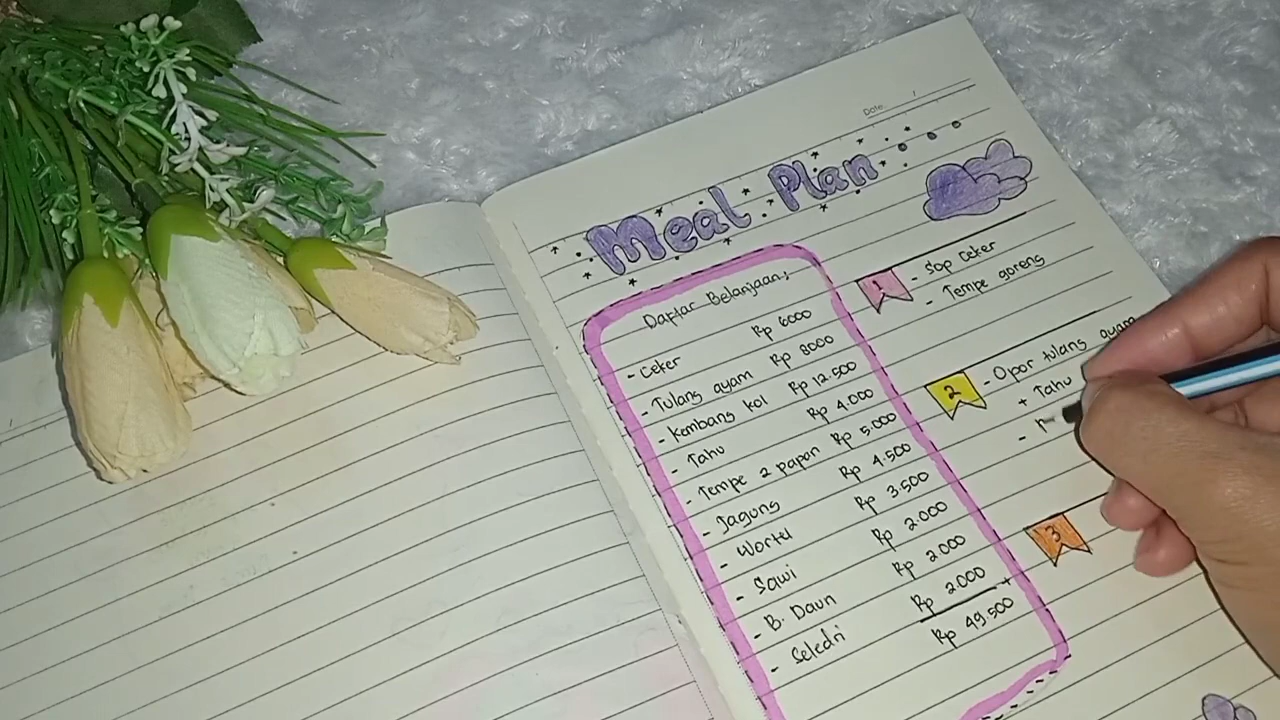 Date: /
Meal Plan
Daftar Belanjaan;
- Ceker Rp 6000
- Tulang ayam Rp 8000
- Kembang kol Rp 12.500
- Tahu Rp 4.000
- Tempe 2 papan Rp 5.000
- Jagung Rp 4.500
- Wortel Rp 3.500
- Sawi Rp 2.000
- B. Daun Rp 2.000
- Seledri Rp 2.000 +
Rp 49.500
1 - Sop Ceker
- Tempe goreng
2 - Opor tulang ayam
+ Tahu
-
3